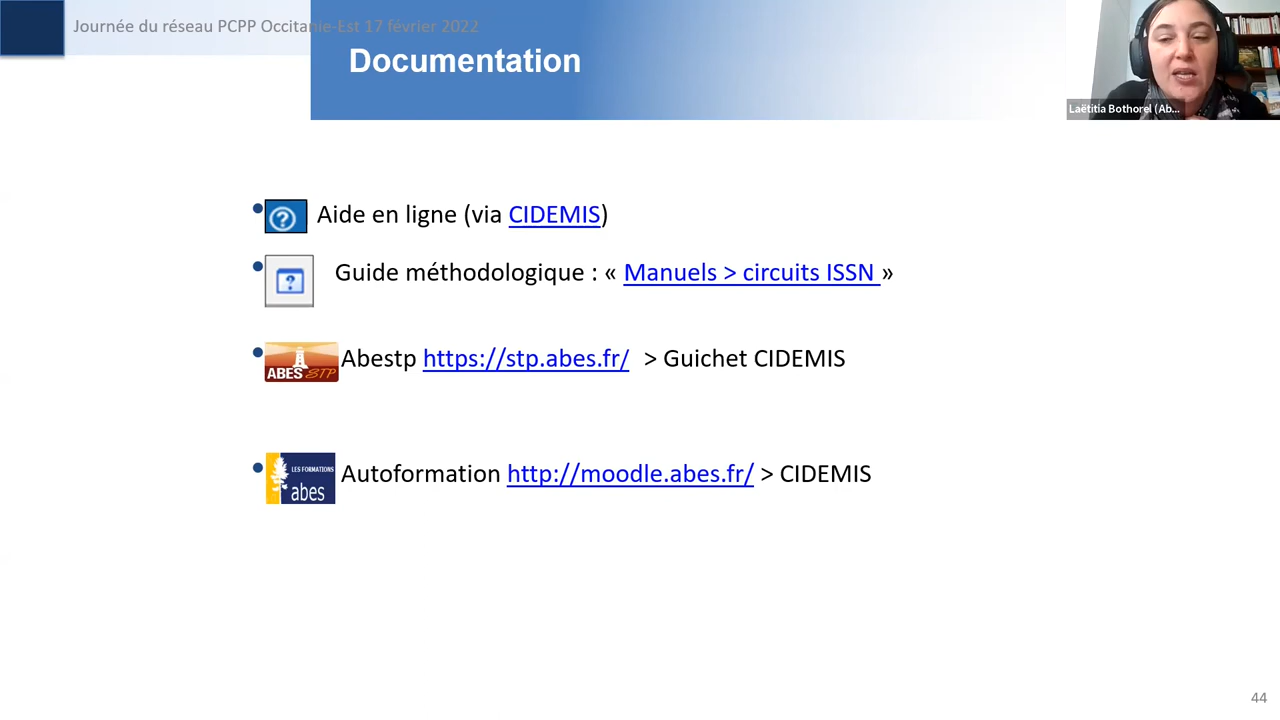 Journée du réseau PCPP Occitanie-Est 17 février 2022
Documentation
Laëtitia Bothorel (Ab...
Aide en ligne (via CIDEMIS)
Guide méthodologique : « Manuels > circuits ISSN »
ABES STP
Abestp https://stp.abes.fr/ > Guichet CIDEMIS
LES FORMATIONS
abes
Autoformation http://moodle.abes.fr/ > CIDEMIS
44